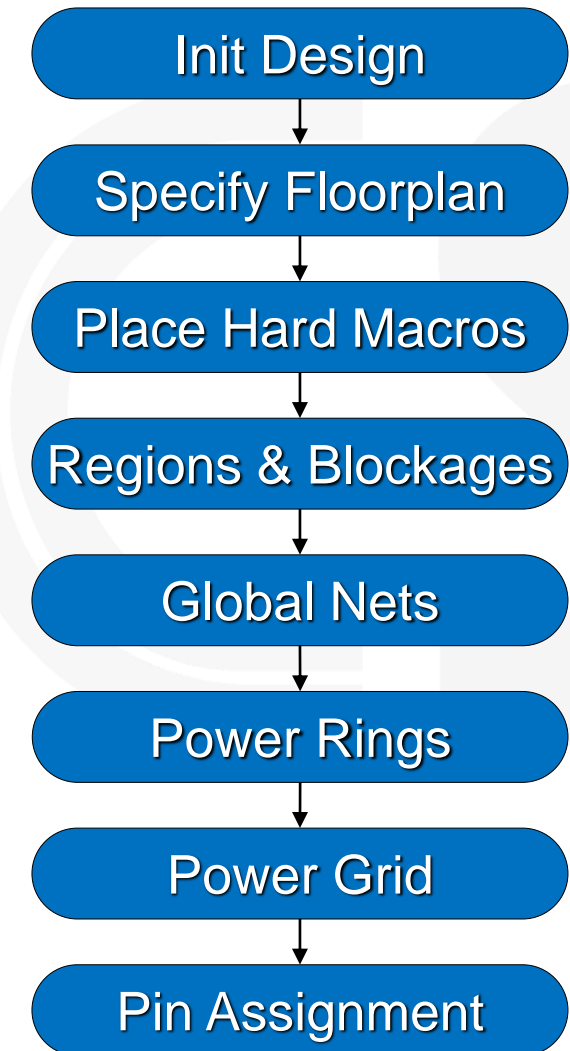 Init Design
Specify Floorplan
Place Hard Macros
Regions & Blockages
Global Nets
Power Rings
Power Grid
Pin Assignment